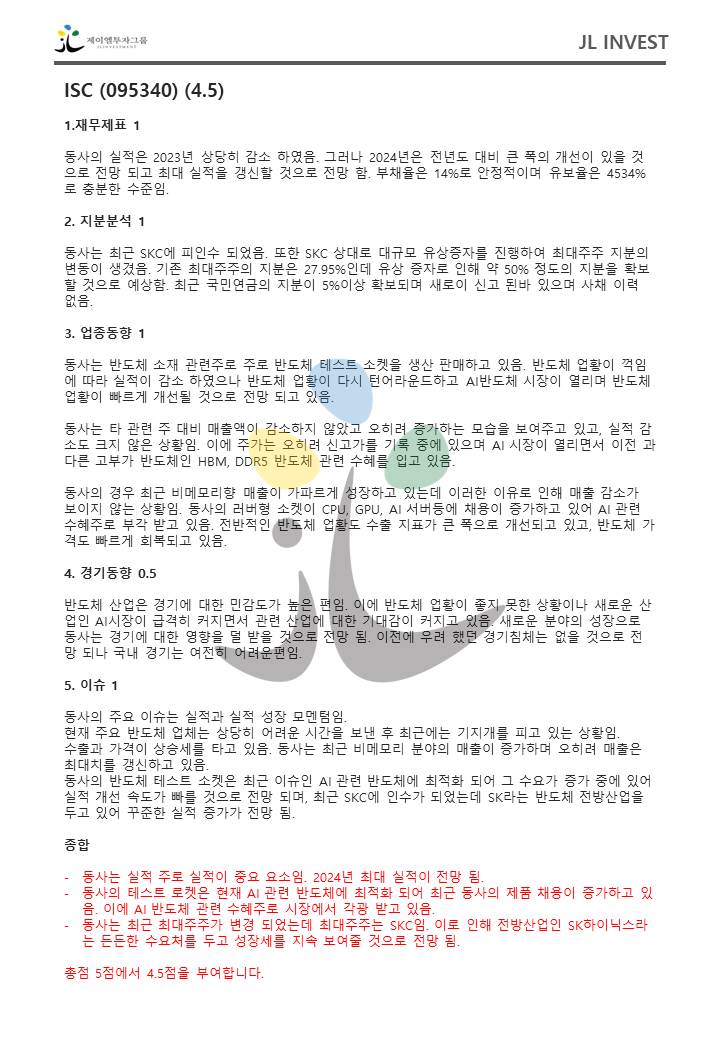 제이엘투자그룹
JLINVESTMENT
JL INVEST
ISC (095340) (4.5)
1.재무제표 1
동사의 실적은 2023년 상당히 감소 하였음. 그러나 2024년은 전년도 대비 큰 폭의 개선이 있을 것
으로 전망 되고 최대 실적을 갱신할 것으로 전망 함. 부채율은 14%로 안정적이며 유보율은 4534%
로 충분한 수준임.
2. 지분분석 1
동사는 최근 SKC에 피인수 되었음. 또한 SKC 상대로 대규모 유상증자를 진행하여 최대주주 지분의
변동이 생겼음. 기존 최대주주의 지분은 27.95%인데 유상 증자로 인해 약 50% 정도의 지분을 확보
할 것으로 예상함. 최근 국민연금의 지분이 5%이상 확보되며 새로이 신고 된바 있으며 사채 이력
없음.
3. 업종동향 1
동사는 반도체 소재 관련주로 주로 반도체 테스트 소켓을 생산 판매하고 있음. 반도체 업황이 꺽임
에 따라 실적이 감소 하였으나 반도체 업황이 다시 턴어라운드하고 AI반도체 시장이 열리며 반도체
업황이 빠르게 개선될 것으로 전망 되고 있음.
동사는 타 관련 주 대비 매출액이 감소하지 않았고 오히려 증가하는 모습을 보여주고 있고, 실적 감
소도 크지 않은 상황임. 이에 주가는 오히려 신고가를 기록 중에 있으며 AI 시장이 열리면서 이전 과
다른 고부가 반도체인 HBM, DDR5 반도체 관련 수혜를 입고 있음.
동사의 경우 최근 비메모리향 매출이 가파르게 성장하고 있는데 이러한 이유로 인해 매출 감소가
보이지 않는 상황임. 동사의 러버형 소켓이 CPU, GPU, AI 서버등에 채용이 증가하고 있어 AI 관련
수혜주로 부각 받고 있음. 전반적인 반도체 업황도 수출 지표가 큰 폭으로 개선되고 있고, 반도체 가
격도 빠르게 회복되고 있음.
4. 경기동향 0.5
반도체 산업은 경기에 대한 민감도가 높은 편임. 이에 반도체 업황이 좋지 못한 상황이나 새로운 산
업인 AI시장이 급격히 커지면서 관련 산업에 대한 기대감이 커지고 있음. 새로운 분야의 성장으로
동사는 경기에 대한 영향을 덜 받을 것으로 전망 됨. 이전에 우려 했던 경기침체는 없을 것으로 전
망 되나 국내 경기는 여전히 어려운편임.
5. 이슈 1
동사의 주요 이슈는 실적과 실적 성장 모멘텀임.
현재 주요 반도체 업체는 상당히 어려운 시간을 보낸 후 최근에는 기지개를 피고 있는 상황임.
수출과 가격이 상승세를 타고 있음. 동사는 최근 비메모리 분야의 매출이 증가하며 오히려 매출은
최대치를 갱신하고 있음.
동사의 반도체 테스트 소켓은 최근 이슈인 AI 관련 반도체에 최적화 되어 그 수요가 증가 중에 있어
실적 개선 속도가 빠를 것으로 전망 되며, 최근 SKC에 인수가 되었는데 SK라는 반도체 전방산업을
두고 있어 꾸준한 실적 증가가 전망 됨.
종합
- 동사는 실적 주로 실적이 중요 요소임. 2024년 최대 실적이 전망 됨.
- 동사의 테스트 로켓은 현재 AI 관련 반도체에 최적화 되어 최근 동사의 제품 채용이 증가하고 있
음. 이에 AI 반도체 관련 수혜주로 시장에서 각광 받고 있음.
- 동사는 최근 최대주주가 변경 되었는데 최대주주는 SKC임. 이로 인해 전방산업인 SK하이닉스라
는 든든한 수요처를 두고 성장세를 지속 보여줄 것으로 전망 됨.
총점 5점에서 4.5점을 부여합니다.